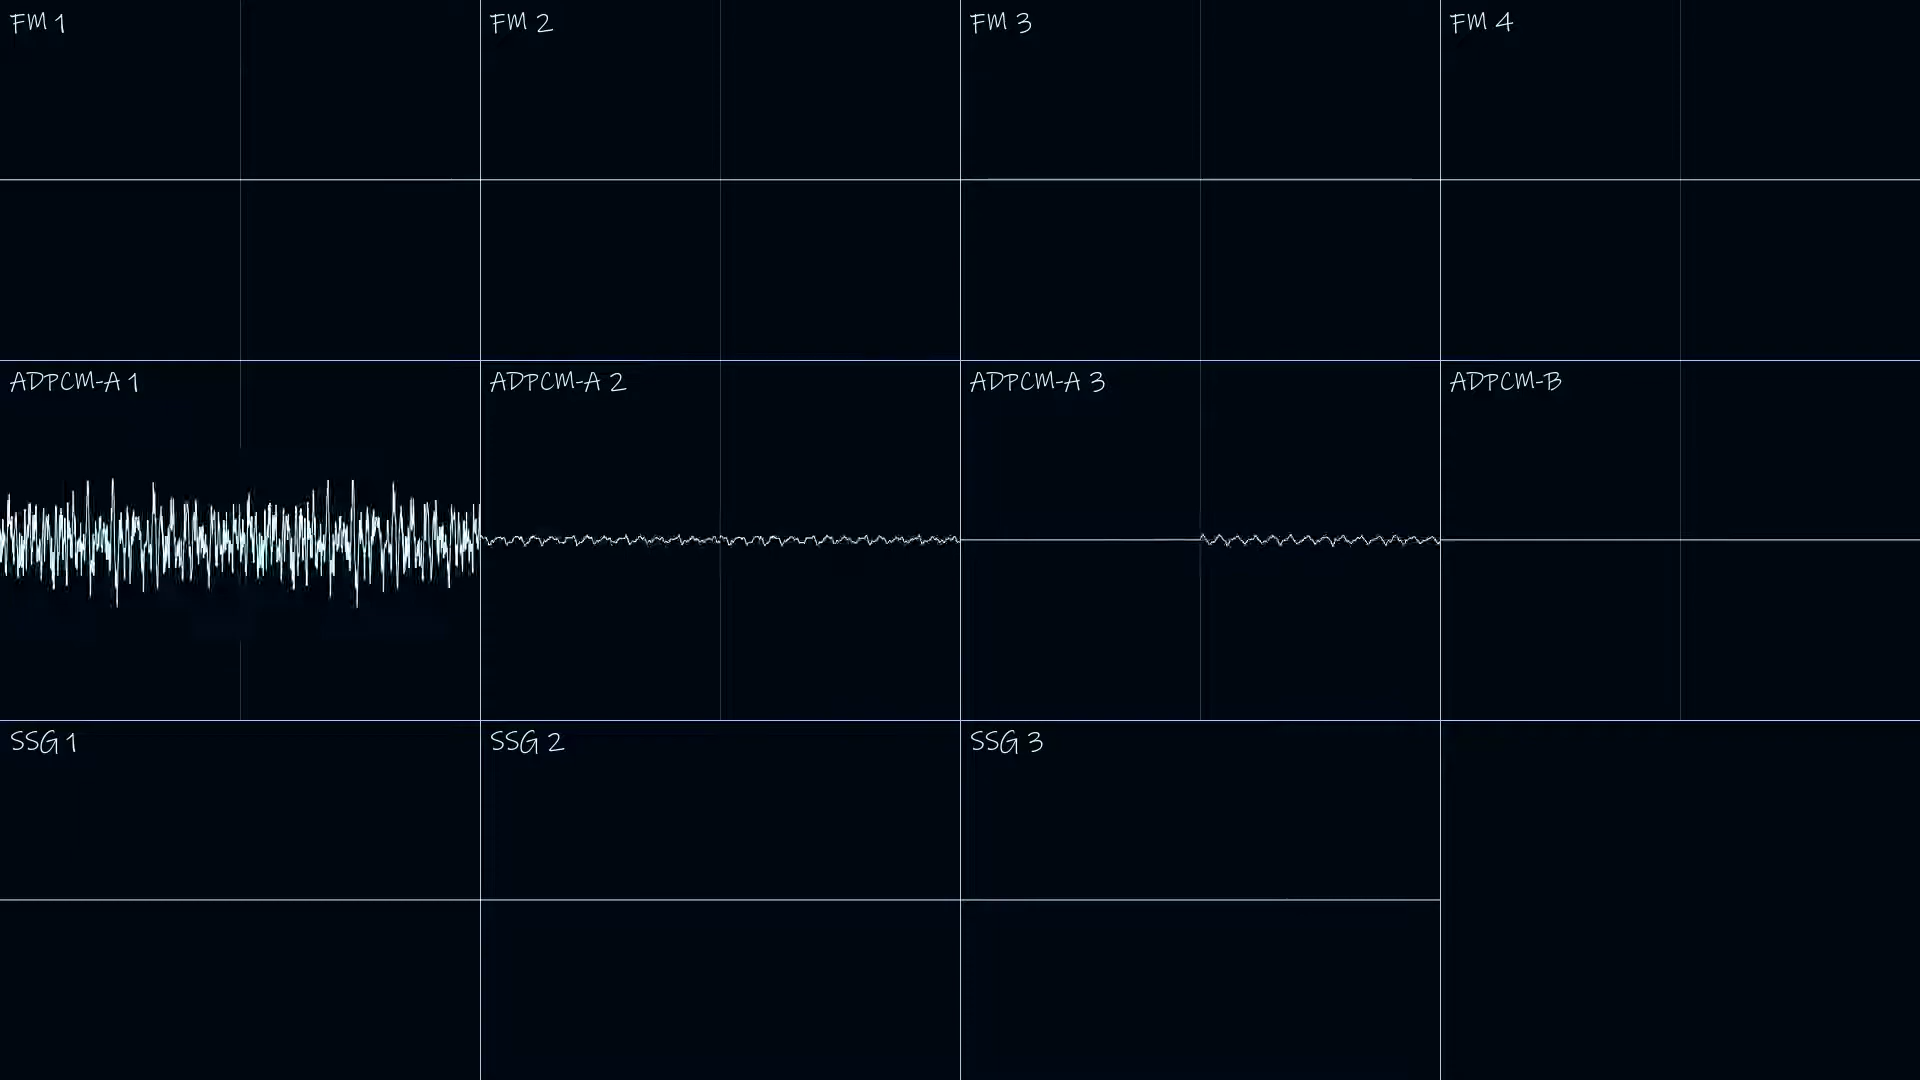 FM 1
FM 2
FM 3
FM 4
ADPCM-A 1
ADPCM-A 2
ADPCM-A 3
ADPCM-B
SSG 1
SSG 2
SSG 3